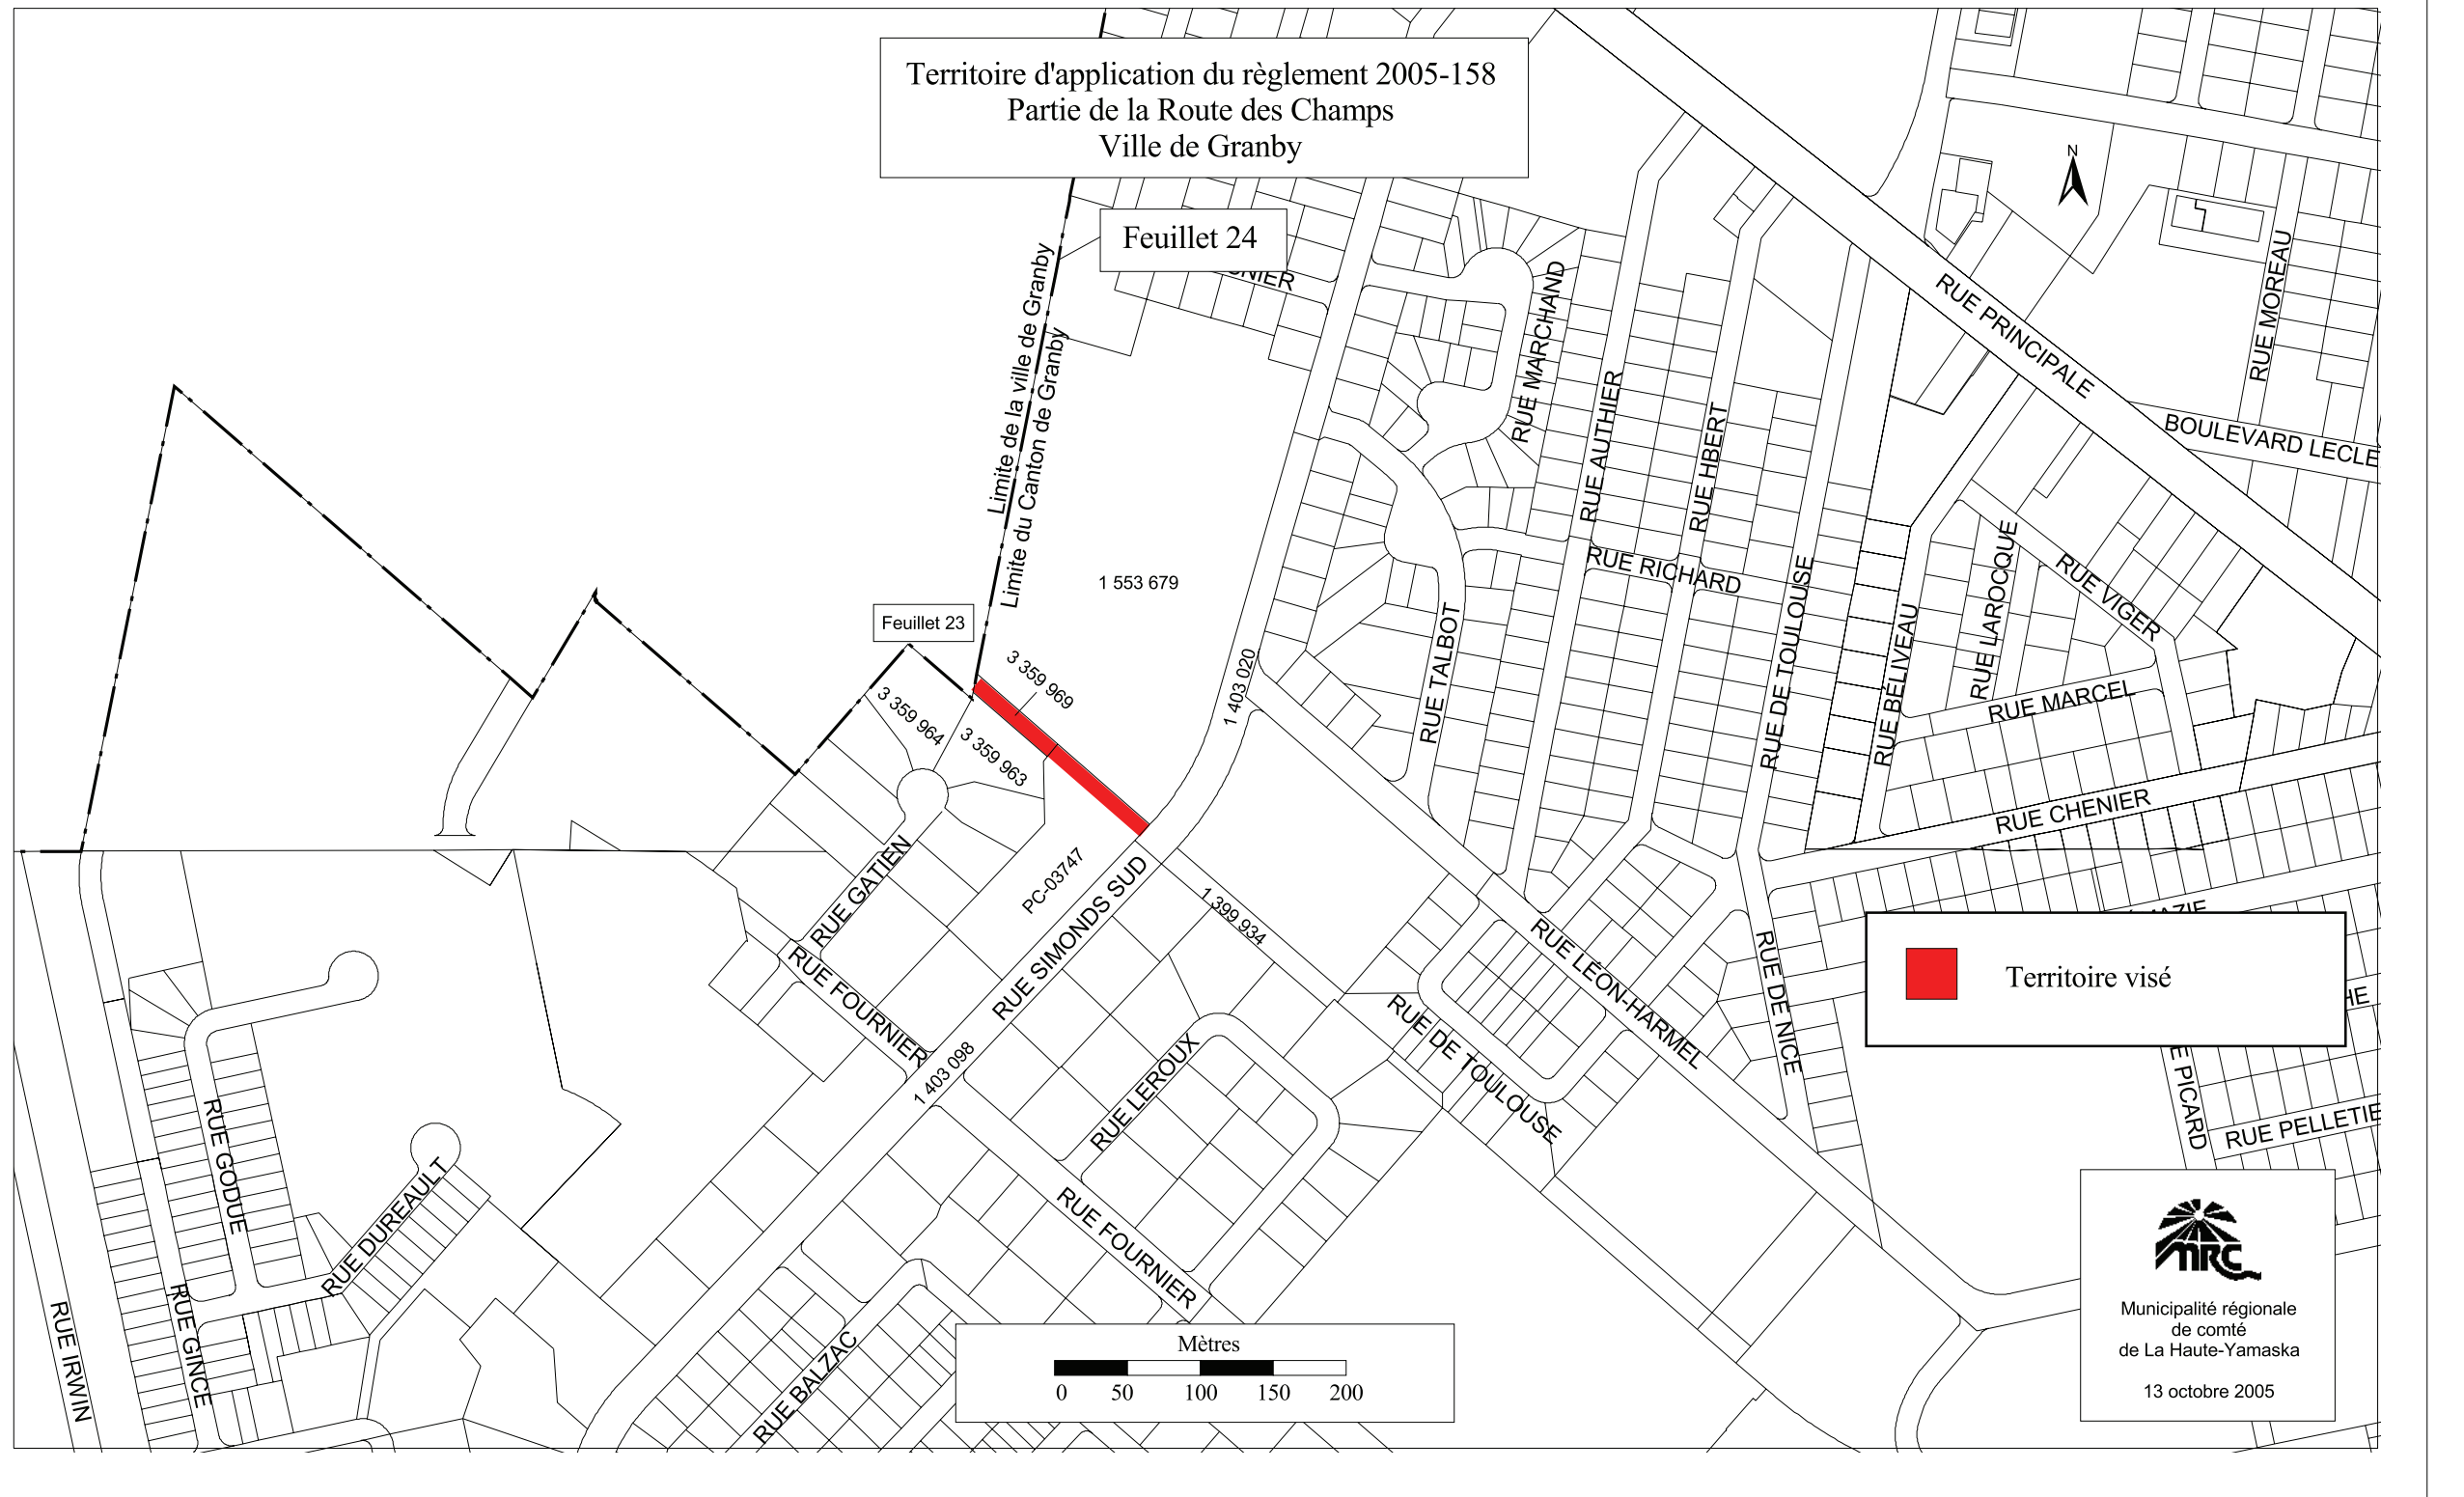 Territoire d'application du règlement 2005-158
Partie de la Route des Champs
Ville de Granby
Feuillet 24
N
Limite de la ville de Granby
Limite du Canton de Granby
RUE MARCHAND
RUE AUTHIER
RUE HBERT
RUE PRINCIPALE
RUE MOREAU
BOULEVARD LECLE
1 553 679
RUE RICHARD
RUE TALBOT
RUE DE TOULOUSE
RUE BELIVEAU
RUE LAROCQUE
RUE VIGER
RUE MARCEL
RUE CHENIER
Feuillet 23
3 359 969
3 359 964
3 359 963
1 403 020
PC-03747
RUE GATIEN
RUE SIMONDS SUD
1 399 934
RUE FOURNIER
1 403 098
RUE LEROUX
RUE LÉON-HARMEL
RUE DE TOULOUSE
RUE DE NICE
Territoire visé
E PICARD
RUE PELLETIE
RUE GODUE
RUE DUREAULT
RUE GINCE
RUE IRWIN
RUE FOURNIER
RUE BALZAC
Mètres
0 50 100 150 200
MRC
Municipalité régionale
de comté
de La Haute-Yamaska
13 octobre 2005